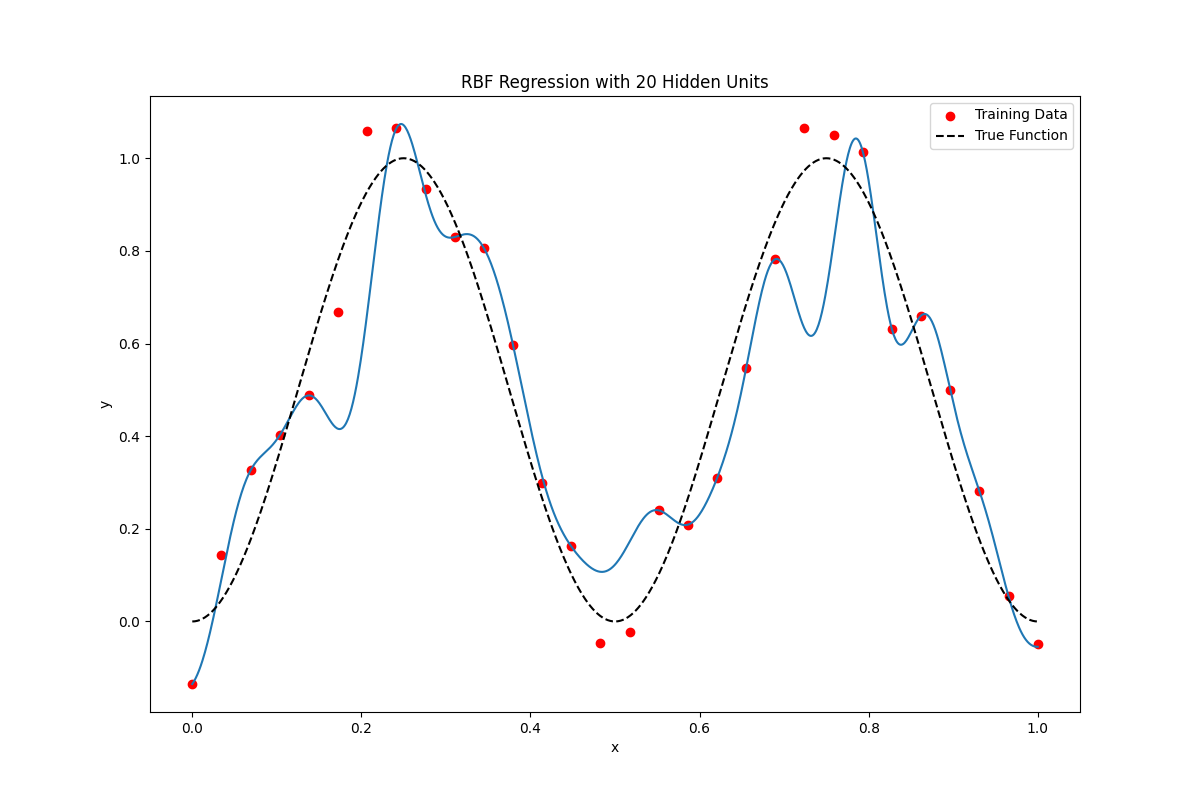 RBF Regression with 20 Hidden Units
Training Data
True Function
1.0
0.8
0.6
0.4
0.2
0.0
y
0.0 0.2 0.4 0.6 0.8 1.0
x